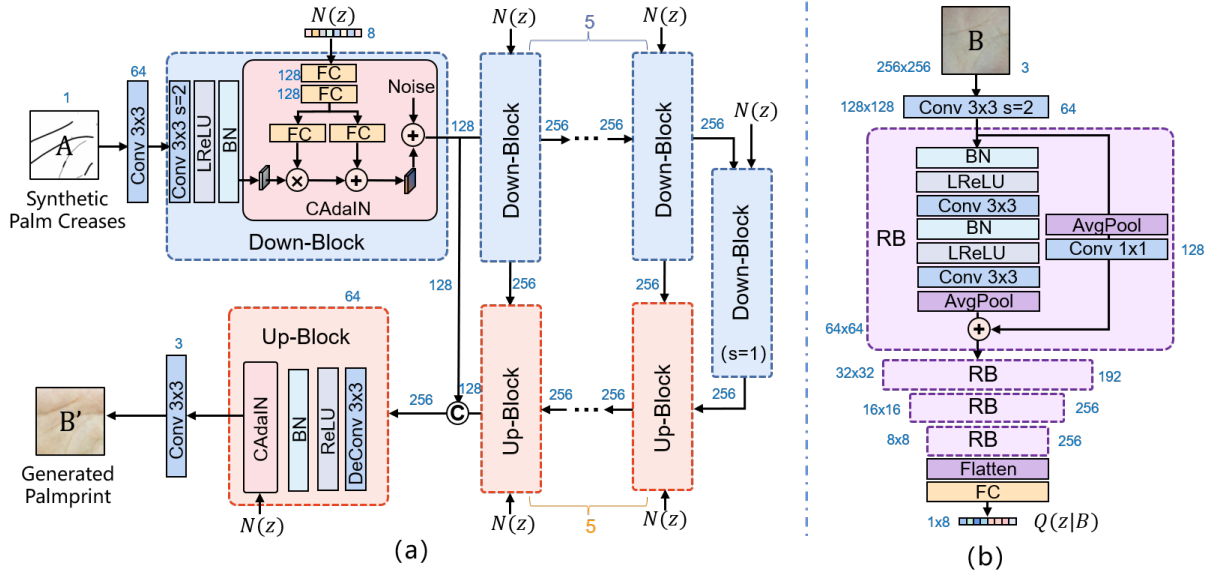 N(z)
8
64
1
A
Synthetic
Palm Creases
Conv 3x3
Conv 3x3 s=2
LReLU
BN
128
FC
128
FC
FC
FC
Noise
CAdaIN
Down-Block
128
N(z)
5
N(z)
Down-Block
256
256
Down-Block
256
N(z)
Down-Block
(s=1)
128
256
256
64
Up-Block
3
B'
Generated
Palmprint
Conv 3x3
CAdaIN
BN
ReLU
DeConv 3x3
N(z)
256
C
128
Up-Block
256
256
Up-Block
256
N(z)
5
N(z)
(a)
B
256x256
3
128x128
Conv 3x3 s=2
64
RB
BN
LReLU
Conv 3x3
BN
LReLU
Conv 3x3
AvgPool
AvgPool
Conv 1x1
128
64x64
32x32
RB
192
16x16
RB
256
8x8
RB
256
Flatten
FC
1x8
Q(z|B)
(b)